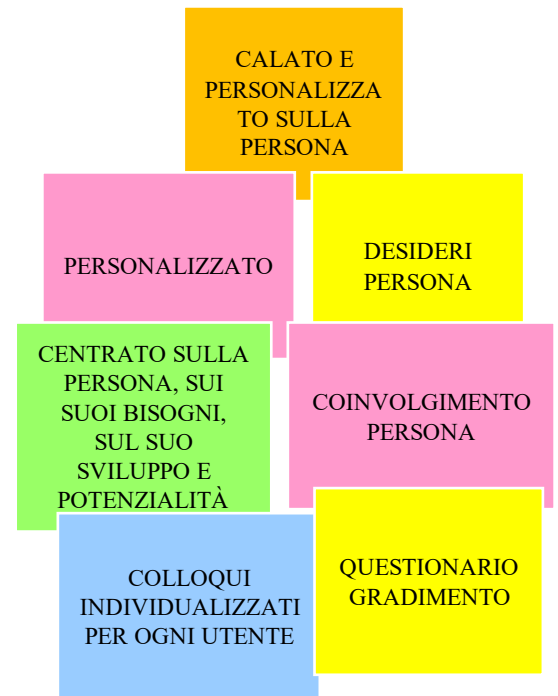 CALATO E
PERSONALIZZA
TO SULLA
PERSONA
PERSONALIZZATO
DESIDERI
PERSONA
CENTRATO SULLA
PERSONA, SUI
SUOI BISOGNI,
SUL SUO
SVILUPPO E
POTENZIALITÀ
COINVOLGIMENTO
PERSONA
COLLOQUI
INDIVIDUALIZZATI
PER OGNI UTENTE
QUESTIONARIO
GRADIMENTO